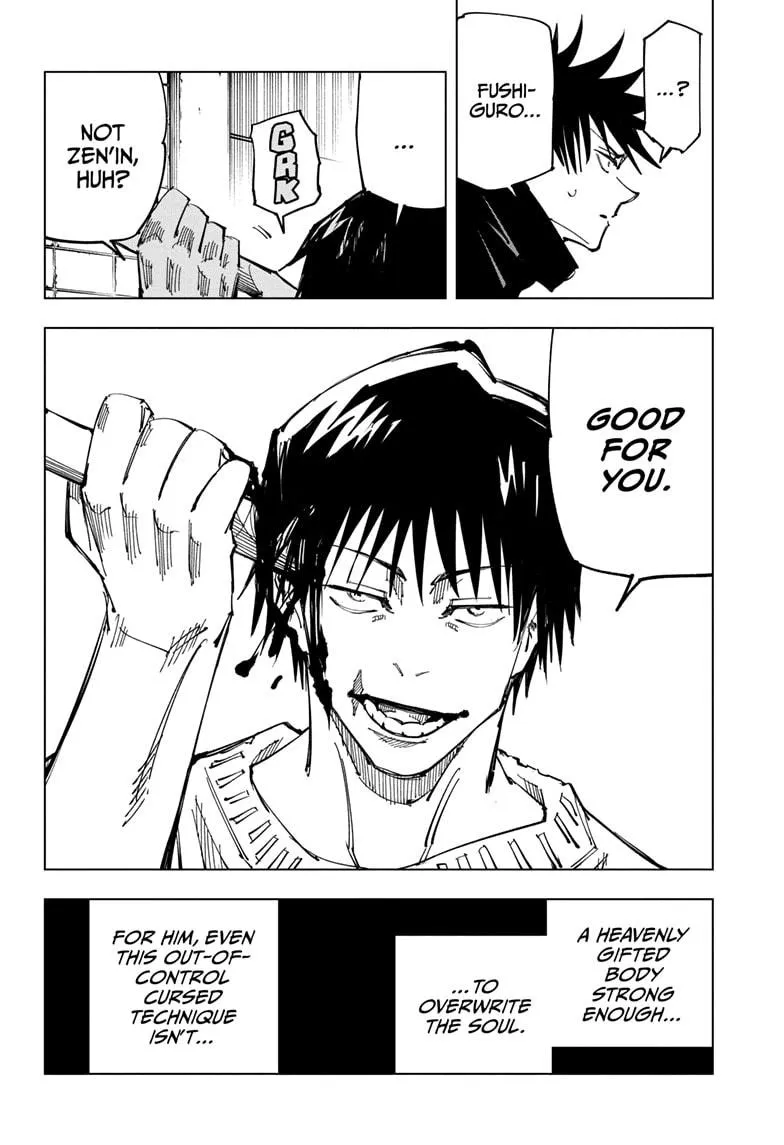 ...?
FUSHI-
GURO...
...
GRK
NOT
ZEN'IN,
HUH?
GOOD
FOR
YOU.
A HEAVENLY
GIFTED
BODY
STRONG
ENOUGH...
...TO
OVERWRITE
THE SOUL.
FOR HIM, EVEN
THIS OUT-OF-
CONTROL
CURSED
TECHNIQUE
ISN'T...